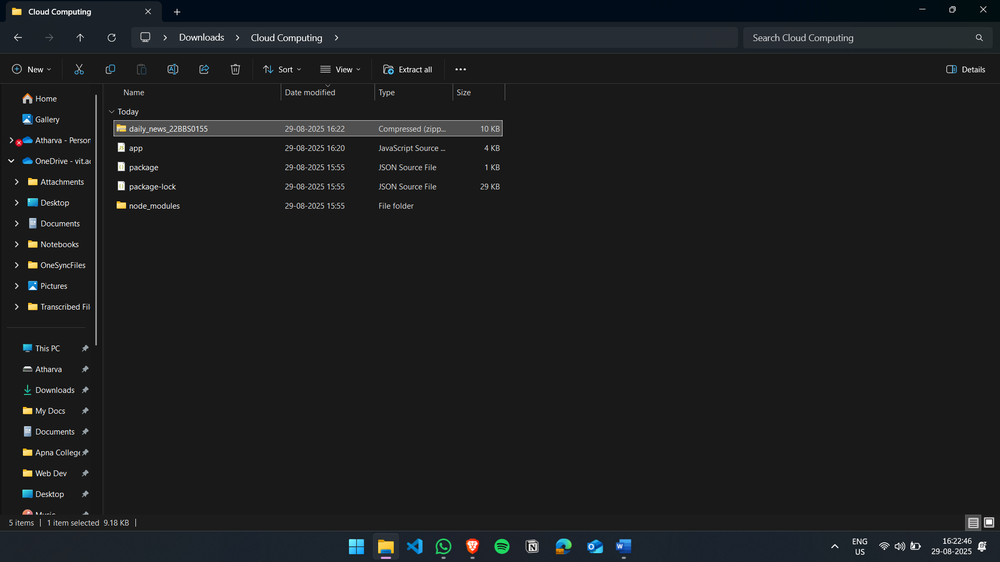 Cloud Computing
Downloads
Cloud Computing
Search Cloud Computing
New
Sort
View
Extract all
Details
Name
Date modified
Type
Size
Today
daily_news_22BBS0155 29-08-2025 16:22 Compressed (zipp... 10 KB
app 29-08-2025 16:20 JavaScript Source ... 4 KB
package 29-08-2025 15:55 JSON Source File 1 KB
package-lock 29-08-2025 15:55 JSON Source File 29 KB
node_modules 29-08-2025 15:55 File folder
Home
Gallery
Atharva - Person
OneDrive - vit.ac
Attachments
Desktop
Documents
Notebooks
OneSyncFiles
Pictures
Transcribed Fil
This PC
Atharva
Downloads
My Docs
Documents
Apna College
Web Dev
Desktop
Music
5 items
1 item selected 9.18 KB
ENG
US
16:22:46
29-08-2025